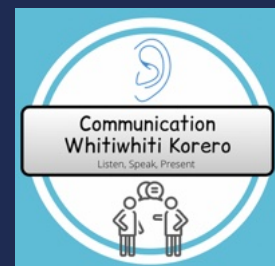 Communication
Whitiwhiti Korero
Listen, Speak, Present